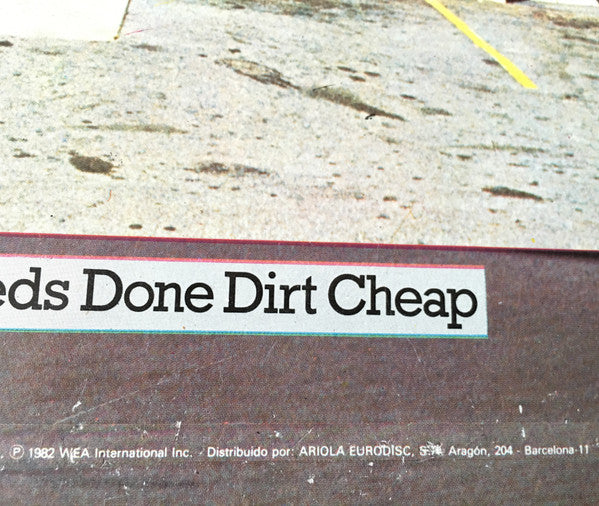 eds Done Dirt Cheap
℗ 1982 WEA International Inc. · Distribuido por: ARIOLA EURODISC, Aragón, 204 - Barcelona-11